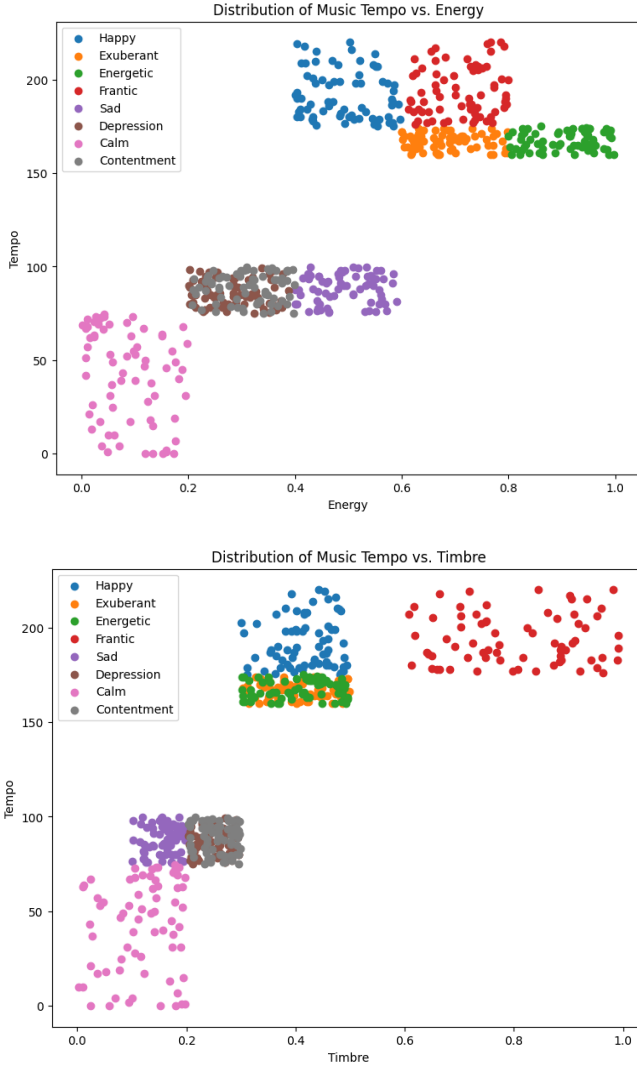 Distribution of Music Tempo vs. Energy
Happy
Exuberant
Energetic
Frantic
Sad
Depression
Calm
Contentment
200
150
100
50
0
Tempo
0.0 0.2 0.4 0.6 0.8 1.0
Energy
Distribution of Music Tempo vs. Timbre
Happy
Exuberant
Energetic
Frantic
Sad
Depression
Calm
Contentment
200
150
100
50
0
Tempo
0.0 0.2 0.4 0.6 0.8 1.0
Timbre